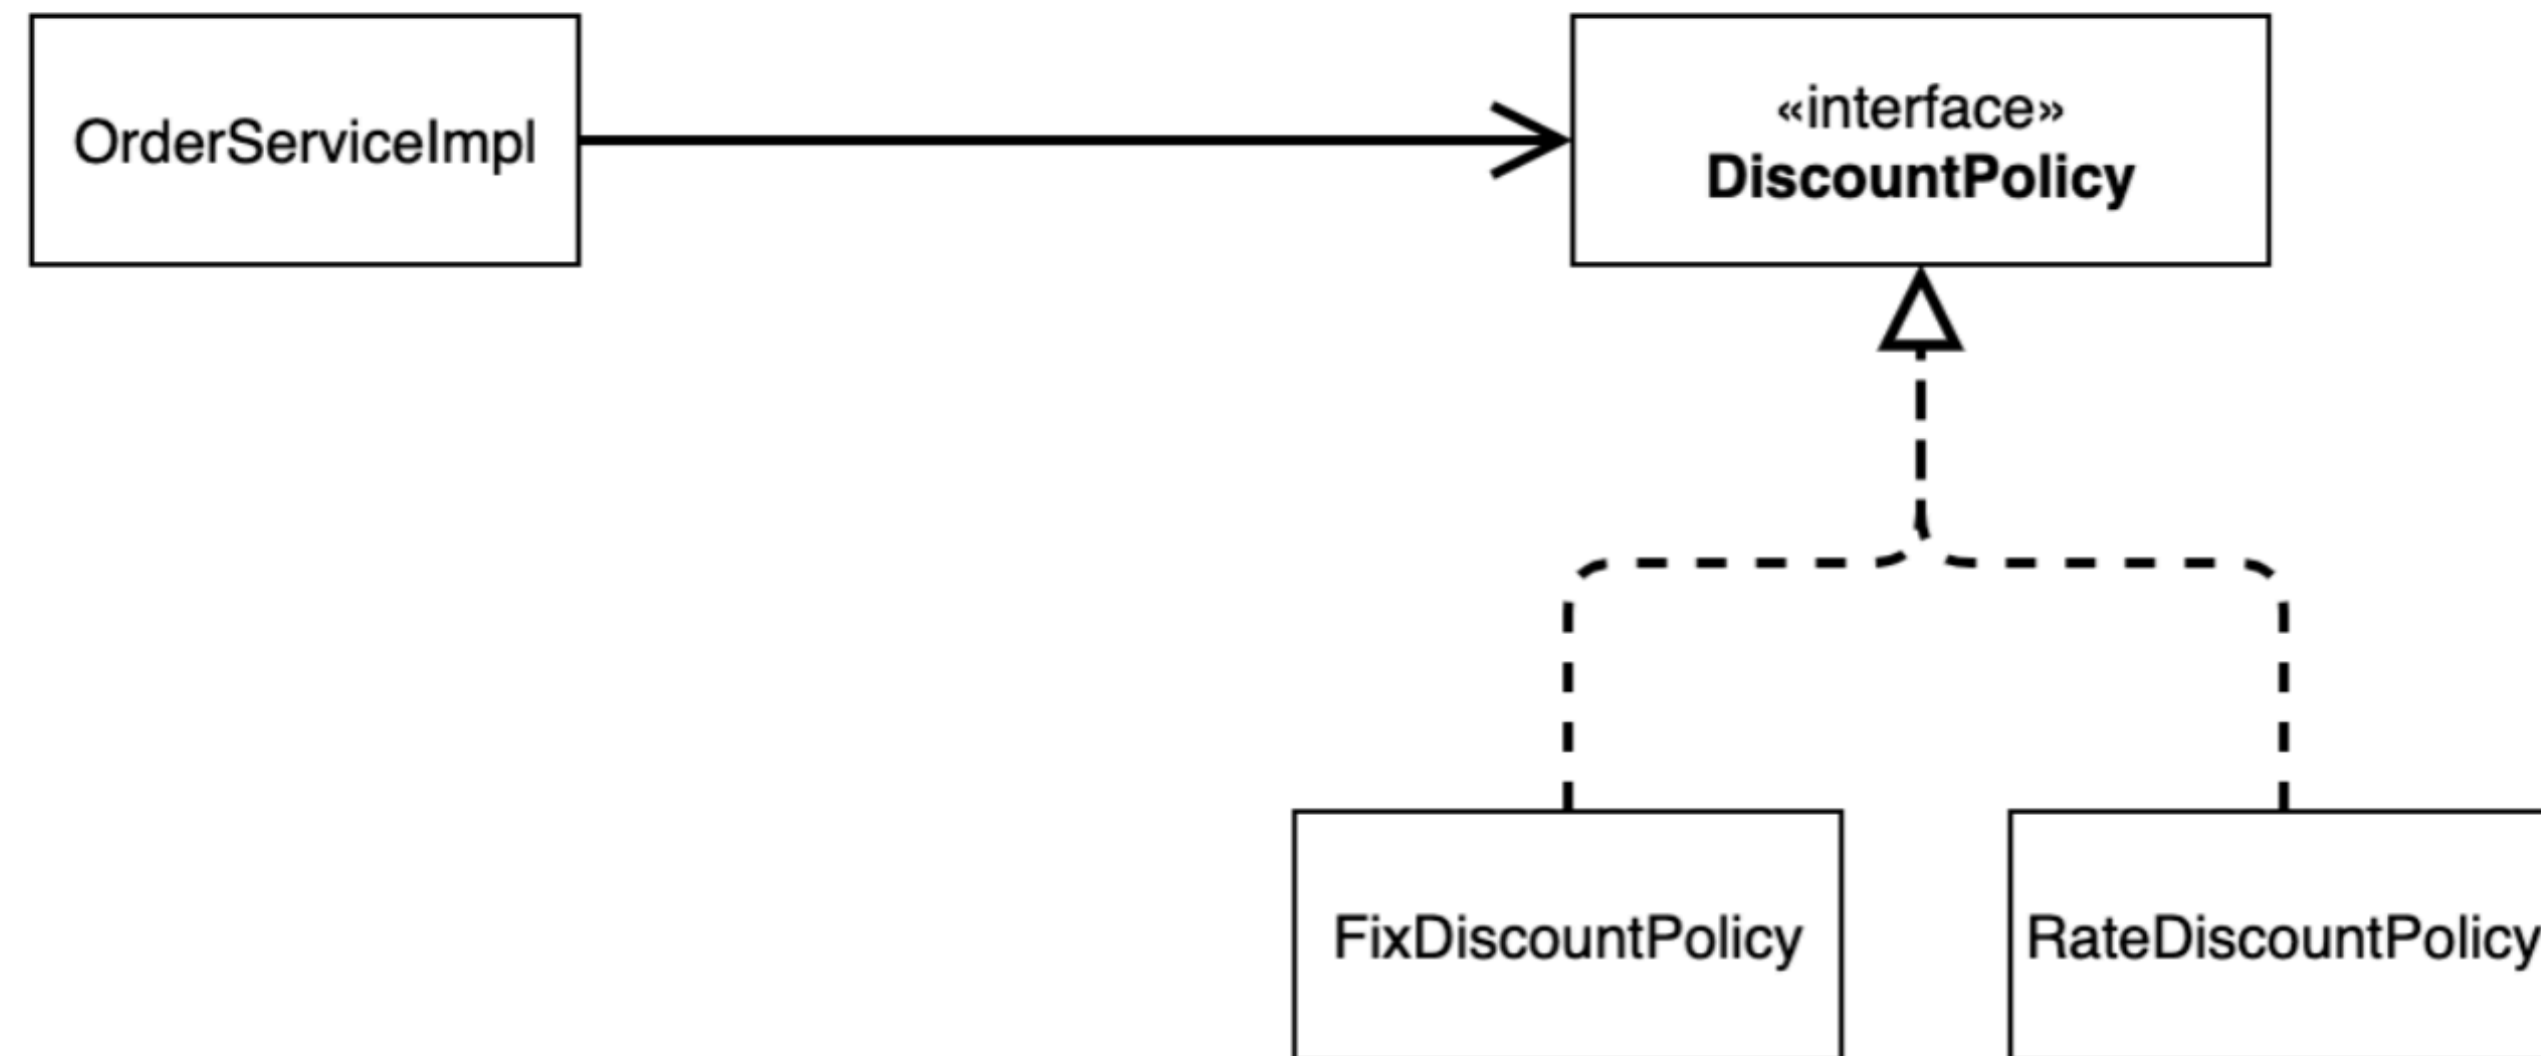 OrderServiceImpl
«interface»
DiscountPolicy
FixDiscountPolicy
RateDiscountPolicy